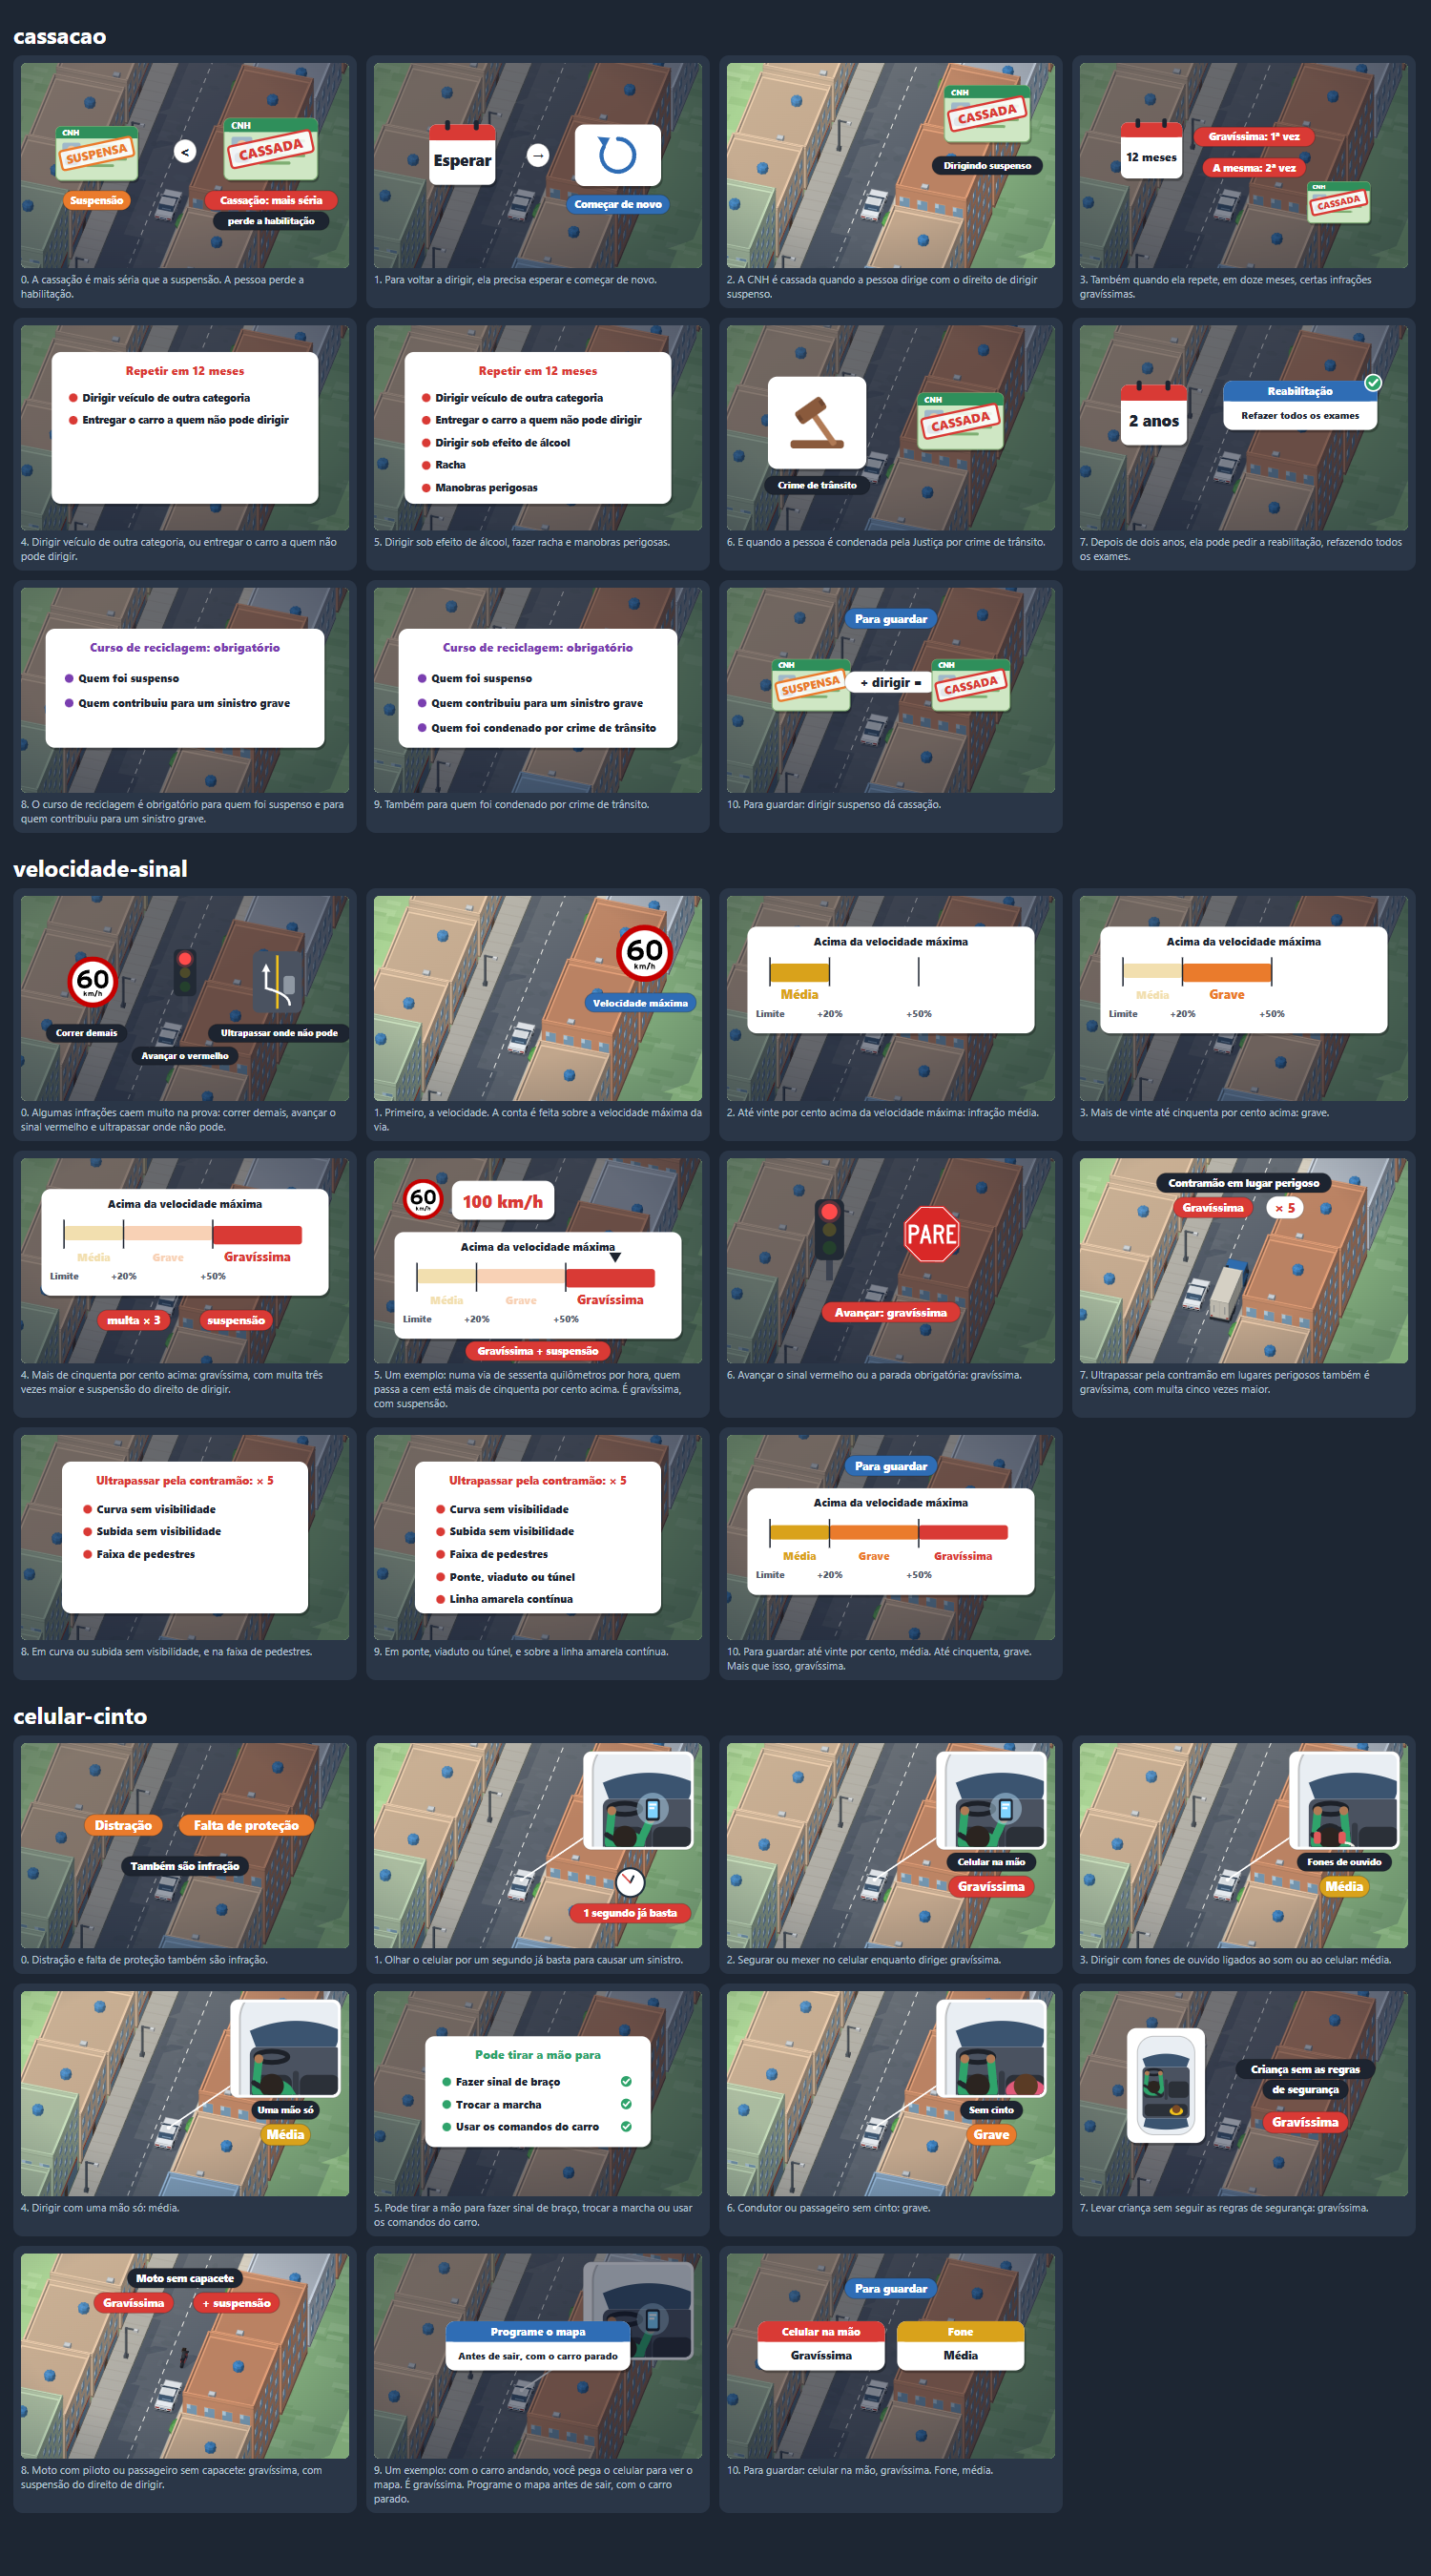 cassacao
CNH
SUSPENSA
Suspensão
<
CNH
CASSADA
Cassação: mais séria
perde a habilitação
0. A cassação é mais séria que a suspensão. A pessoa perde a
habilitação.
Esperar
→
Começar de novo
1. Para voltar a dirigir, ela precisa esperar e começar de novo.
CNH
CASSADA
Dirigindo suspenso
2. A CNH é cassada quando a pessoa dirige com o direito de dirigir
suspenso.
12 meses
Gravíssima: 1ª vez
A mesma: 2ª vez
CNH
CASSADA
3. Também quando ela repete, em doze meses, certas infrações
gravíssimas.
Repetir em 12 meses
Dirigir veículo de outra categoria
Entregar o carro a quem não pode dirigir
4. Dirigir veículo de outra categoria, ou entregar o carro a quem não
pode dirigir.
Repetir em 12 meses
Dirigir veículo de outra categoria
Entregar o carro a quem não pode dirigir
Dirigir sob efeito de álcool
Racha
Manobras perigosas
5. Dirigir sob efeito de álcool, fazer racha e manobras perigosas.
Crime de trânsito
CNH
CASSADA
6. E quando a pessoa é condenada pela Justiça por crime de trânsito.
2 anos
Reabilitação
Refazer todos os exames
7. Depois de dois anos, ela pode pedir a reabilitação, refazendo todos
os exames.
Curso de reciclagem: obrigatório
Quem foi suspenso
Quem contribuiu para um sinistro grave
8. O curso de reciclagem é obrigatório para quem foi suspenso e para
quem contribuiu para um sinistro grave.
Curso de reciclagem: obrigatório
Quem foi suspenso
Quem contribuiu para um sinistro grave
Quem foi condenado por crime de trânsito
9. Também para quem foi condenado por crime de trânsito.
Para guardar
CNH
SUSPENSA
+ dirigir =
CNH
CASSADA
10. Para guardar: dirigir suspenso dá cassação.
velocidade-sinal
60
km/h
Correr demais
Avançar o vermelho
Ultrapassar onde não pode
0. Algumas infrações caem muito na prova: correr demais, avançar o
sinal vermelho e ultrapassar onde não pode.
60
km/h
Velocidade máxima
1. Primeiro, a velocidade. A conta é feita sobre a velocidade máxima da
via.
Acima da velocidade máxima
Média
Limite +20% +50%
2. Até vinte por cento acima da velocidade máxima: infração média.
Acima da velocidade máxima
Média Grave
Limite +20% +50%
3. Mais de vinte até cinquenta por cento acima: grave.
Acima da velocidade máxima
Média Grave Gravíssima
Limite +20% +50%
multa × 3 suspensão
4. Mais de cinquenta por cento acima: gravíssima, com multa três
vezes maior e suspensão do direito de dirigir.
60
km/h
100 km/h
Acima da velocidade máxima
Média Grave Gravíssima
Limite +20% +50%
Gravíssima + suspensão
5. Um exemplo: numa via de sessenta quilômetros por hora, quem
passa a cem está mais de cinquenta por cento acima. É gravíssima,
com suspensão.
PARE
Avançar: gravíssima
6. Avançar o sinal vermelho ou a parada obrigatória: gravíssima.
Contramão em lugar perigoso
Gravíssima × 5
7. Ultrapassar pela contramão em lugares perigosos também é
gravíssima, com multa cinco vezes maior.
Ultrapassar pela contramão: × 5
Curva sem visibilidade
Subida sem visibilidade
Faixa de pedestres
8. Em curva ou subida sem visibilidade, e na faixa de pedestres.
Ultrapassar pela contramão: × 5
Curva sem visibilidade
Subida sem visibilidade
Faixa de pedestres
Ponte, viaduto ou túnel
Linha amarela contínua
9. Em ponte, viaduto ou túnel, e sobre a linha amarela contínua.
Para guardar
Acima da velocidade máxima
Média Grave Gravíssima
Limite +20% +50%
10. Para guardar: até vinte por cento, média. Até cinquenta, grave.
Mais que isso, gravíssima.
celular-cinto
Distração Falta de proteção
Também são infração
0. Distração e falta de proteção também são infração.
1 segundo já basta
1. Olhar o celular por um segundo já basta para causar um sinistro.
Celular na mão
Gravíssima
2. Segurar ou mexer no celular enquanto dirige: gravíssima.
Fones de ouvido
Média
3. Dirigir com fones de ouvido ligados ao som ou ao celular: média.
Uma mão só
Média
4. Dirigir com uma mão só: média.
Pode tirar a mão para
Fazer sinal de braço
Trocar a marcha
Usar os comandos do carro
5. Pode tirar a mão para fazer sinal de braço, trocar a marcha ou usar
os comandos do carro.
Sem cinto
Grave
6. Condutor ou passageiro sem cinto: grave.
Criança sem as regras
de segurança
Gravíssima
7. Levar criança sem seguir as regras de segurança: gravíssima.
Moto sem capacete
Gravíssima + suspensão
8. Moto com piloto ou passageiro sem capacete: gravíssima, com
suspensão do direito de dirigir.
Programe o mapa
Antes de sair, com o carro parado
9. Um exemplo: com o carro andando, você pega o celular para ver o
mapa. É gravíssima. Programe o mapa antes de sair, com o carro
parado.
Para guardar
Celular na mão
Gravíssima
Fone
Média
10. Para guardar: celular na mão, gravíssima. Fone, média.